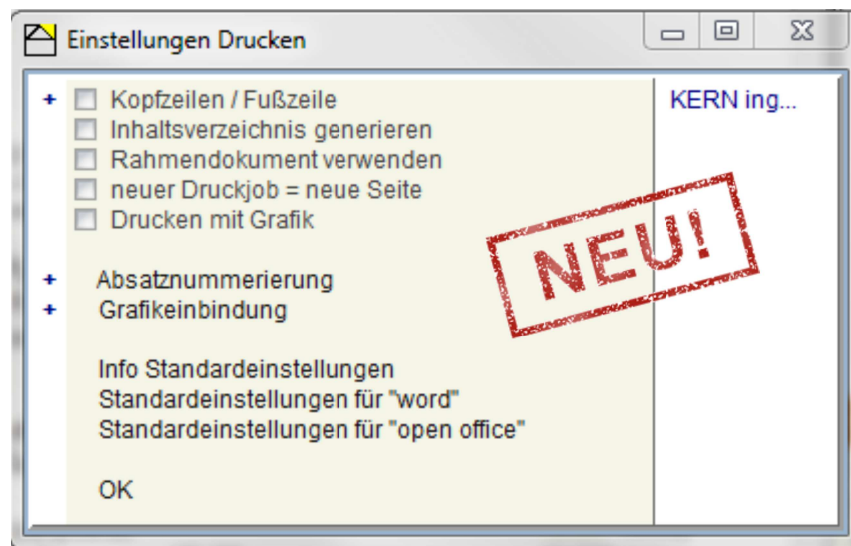 Einstellungen Drucken
+ Kopfzeilen / Fußzeile
KERN ing...
Inhaltsverzeichnis generieren
Rahmendokument verwenden
neuer Druckjob = neue Seite
Drucken mit Grafik
NEU!
+ Absatznummerierung
+ Grafikeinbindung
Info Standardeinstellungen
Standardeinstellungen für "word"
Standardeinstellungen für "open office"
OK